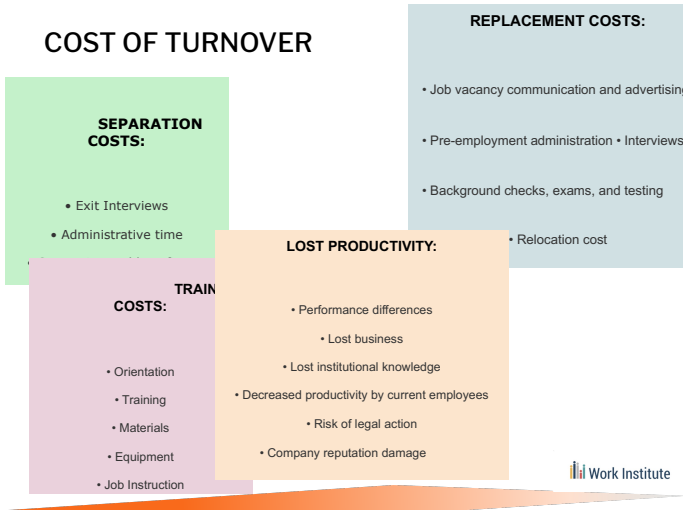 COST OF TURNOVER
SEPARATION
COSTS:
• Exit Interviews
• Administrative time
REPLACEMENT COSTS:
• Job vacancy communication and advertising
• Pre-employment administration • Interviews
• Background checks, exams, and testing
• Relocation cost
TRAIN
COSTS:
• Orientation
• Training
• Materials
• Equipment
• Job Instruction
LOST PRODUCTIVITY:
• Performance differences
• Lost business
• Lost institutional knowledge
• Decreased productivity by current employees
• Risk of legal action
• Company reputation damage
Work Institute